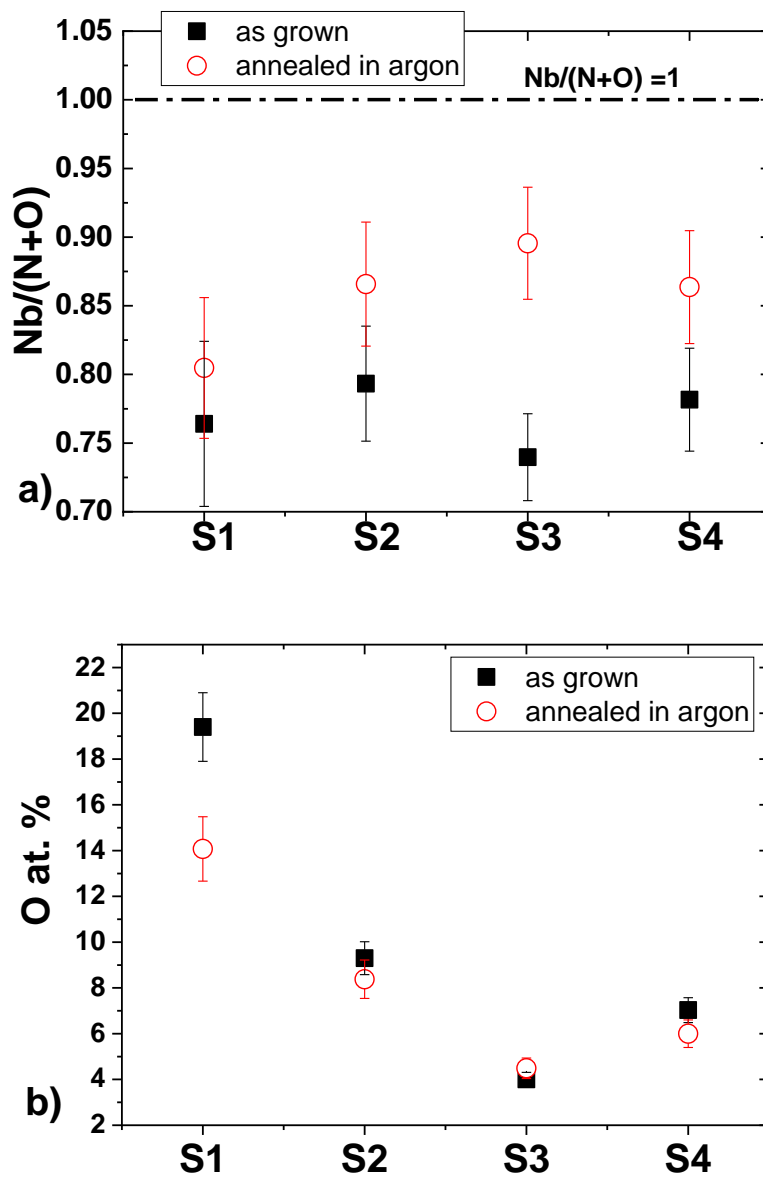 as grown
annealed in argon
Nb/(N+O) =1
Nb/(N+O)
1.05
1.00
0.95
0.90
0.85
0.80
0.75
0.70
a)
S1 S2 S3 S4
as grown
annealed in argon
O at. %
22
20
18
16
14
12
10
8
6
4
2
b)
S1 S2 S3 S4